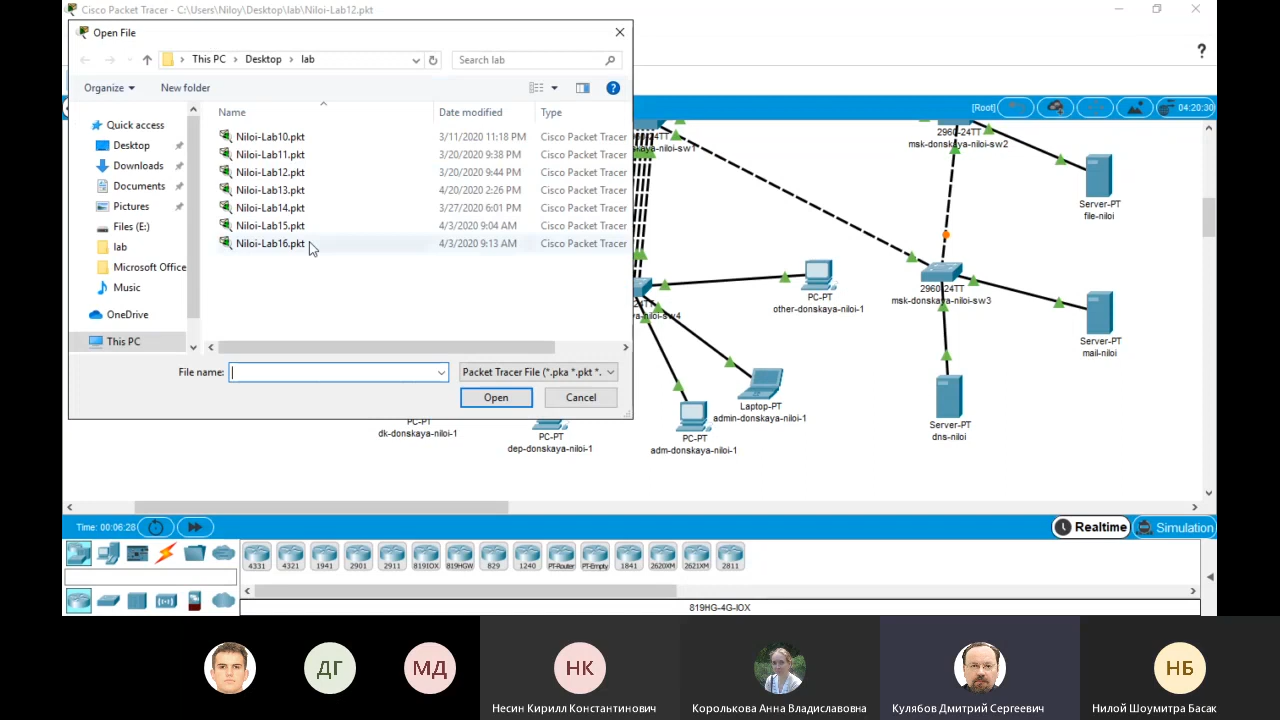 Cisco Packet Tracer - C:\Users\Niloy\Desktop\lab\Niloi-Lab12.pkt
Open File
This PC > Desktop > lab
Search lab
Organize
New folder
Name
Date modified
Type
Quick access
Desktop
Downloads
Documents
Pictures
Files (E:)
lab
Microsoft Office
Music
OneDrive
This PC
Niloi-Lab10.pkt 3/11/2020 11:18 PM Cisco Packet Tracer
Niloi-Lab11.pkt 3/20/2020 9:38 PM Cisco Packet Tracer
Niloi-Lab12.pkt 3/20/2020 9:44 PM Cisco Packet Tracer
Niloi-Lab13.pkt 4/20/2020 2:26 PM Cisco Packet Tracer
Niloi-Lab14.pkt 3/27/2020 6:01 PM Cisco Packet Tracer
Niloi-Lab15.pkt 4/3/2020 9:04 AM Cisco Packet Tracer
Niloi-Lab16.pkt 4/3/2020 9:13 AM Cisco Packet Tracer
File name:
Packet Tracer File (*.pka *.pkt *.
Open
Cancel
?
[Root]
04:20:30
2960-24TT
msk-donskaya-niloi-sw2
Server-PT
file-niloi
PC-PT
other-donskaya-niloi-1
2960-24TT
msk-donskaya-niloi-sw3
Server-PT
mail-niloi
Laptop-PT
admin-donskaya-niloi-1
Server-PT
dns-niloi
dk-donskaya-niloi-1
PC-PT
dep-donskaya-niloi-1
PC-PT
adm-donskaya-niloi-1
Time: 00:06:28
Realtime
Simulation
4331 4321 1941 2901 2911 819IOX 819HGW 829 1240 PT-Router PT-Empty 1841 2620XM 2621XM 2811
819HG-4G-IOX
ДГ
МД
НК
НБ
Несин Кирилл Константинович
Королькова Анна Владиславовна
Кулябов Дмитрий Сергеевич
Нилой Шоумитра Басак